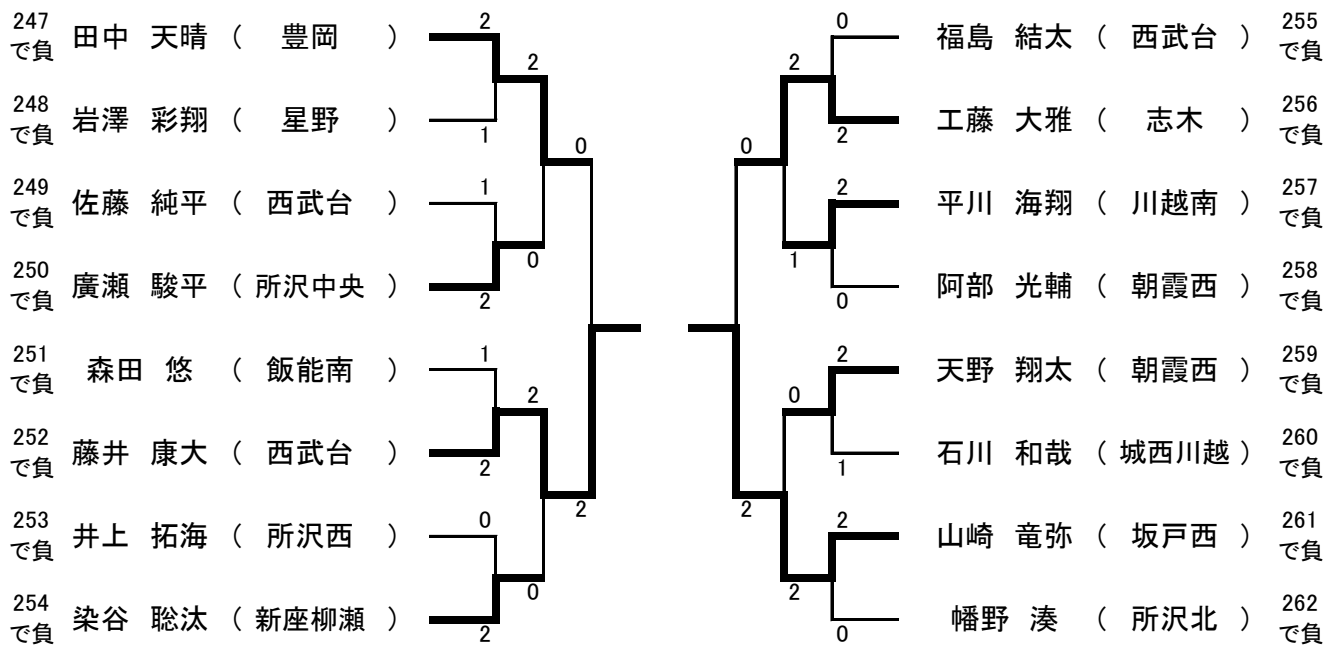 247 で負 田中 天晴 ( 豊岡 ) 2
2
248 で負 岩澤 彩翔 ( 星野 ) 1
0
249 で負 佐藤 純平 ( 西武台 ) 1
0
250 で負 廣瀬 駿平 ( 所沢中央 ) 2
251 で負 森田 悠 ( 飯能南 ) 1
2
252 で負 藤井 康大 ( 西武台 ) 2
2
253 で負 井上 拓海 ( 所沢西 ) 0
0
254 で負 染谷 聡汰 ( 新座柳瀬 ) 2
0 福島 結太 ( 西武台 ) 255 で負
2
2 工藤 大雅 ( 志木 ) 256 で負
0
2 平川 海翔 ( 川越南 ) 257 で負
1
0 阿部 光輔 ( 朝霞西 ) 258 で負
2 天野 翔太 ( 朝霞西 ) 259 で負
0
1 石川 和哉 ( 城西川越 ) 260 で負
2
2 山崎 竜弥 ( 坂戸西 ) 261 で負
2
0 幡野 湊 ( 所沢北 ) 262 で負